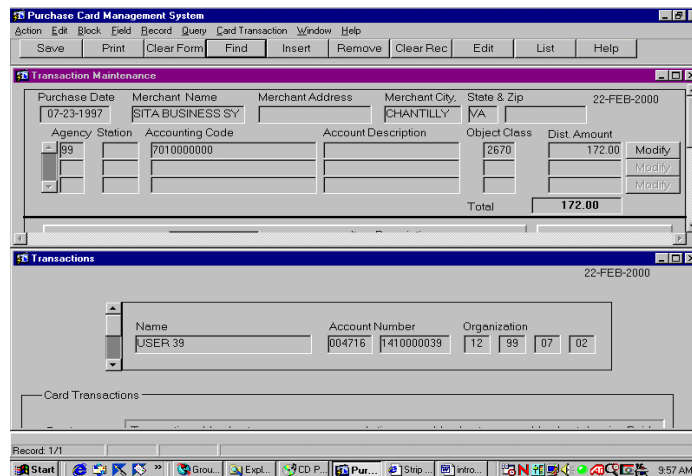 Purchase Card Management System
Action Edit Block Field Record Query Card Transaction Window Help
Save Print Clear Form Find Insert Remove Clear Rec Edit List Help
Transaction Maintenance
Purchase Date Merchant Name Merchant Address Merchant City, State & Zip 22-FEB-2000
07-23-1997 SITA BUSINESS SY CHANTILLY VA
Agency Station Accounting Code Account Description Object Class Dist. Amount
99 7010000000 2670 172.00 Modify
Modify
Modify
Total 172.00
Transactions
22-FEB-2000
Name Account Number Organization
USER 39 004716 1410000039 12 99 07 02
Card Transactions
Record: 1/1
Start Grou... Expl... CD P... Pur... Strip ... intro... 9:57 AM